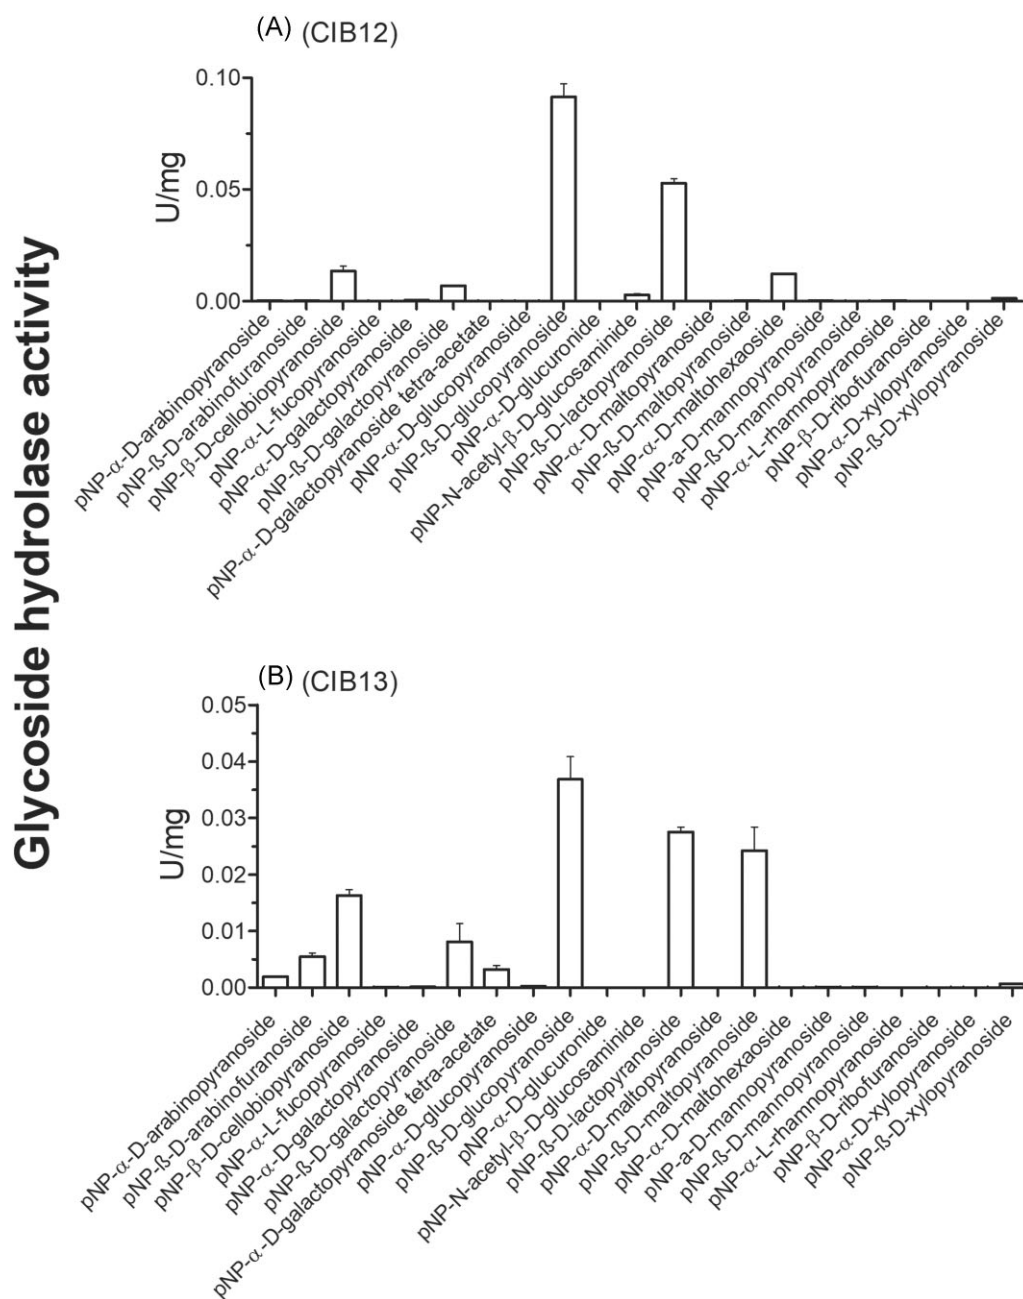 Glycoside hydrolase activity
(A) (CIB12)
U/mg
0.10
0.05
0.00
pNP-α-D-arabinopyranoside
pNP-ß-D-arabinofuranoside
pNP-β-D-cellobiopyranoside
pNP-α-L-fucopyranoside
pNP-α-D-galactopyranoside
pNP-ß-D-galactopyranoside
pNP-α-D-galactopyranoside tetra-acetate
pNP-α-D-glucopyranoside
pNP-ß-D-glucopyranoside
pNP-α-D-glucuronide
pNP-N-acetyl-β-D-glucosaminide
pNP-ß-D-lactopyranoside
pNP-α-D-maltopyranoside
pNP-ß-D-maltopyranoside
pNP-α-D-maltohexaoside
pNP-a-D-mannopyranoside
pNP-ß-D-mannopyranoside
pNP-α-L-rhamnopyranoside
pNP-β-D-ribofuranoside
pNP-α-D-xylopyranoside
pNP-ß-D-xylopyranoside
(B) (CIB13)
U/mg
0.05
0.04
0.03
0.02
0.01
0.00
pNP-α-D-arabinopyranoside
pNP-ß-D-arabinofuranoside
pNP-β-D-cellobiopyranoside
pNP-α-L-fucopyranoside
pNP-α-D-galactopyranoside
pNP-ß-D-galactopyranoside
pNP-α-D-galactopyranoside tetra-acetate
pNP-α-D-glucopyranoside
pNP-ß-D-glucopyranoside
pNP-α-D-glucuronide
pNP-N-acetyl-β-D-glucosaminide
pNP-ß-D-lactopyranoside
pNP-α-D-maltopyranoside
pNP-ß-D-maltopyranoside
pNP-α-D-maltohexaoside
pNP-a-D-mannopyranoside
pNP-ß-D-mannopyranoside
pNP-α-L-rhamnopyranoside
pNP-β-D-ribofuranoside
pNP-α-D-xylopyranoside
pNP-ß-D-xylopyranoside